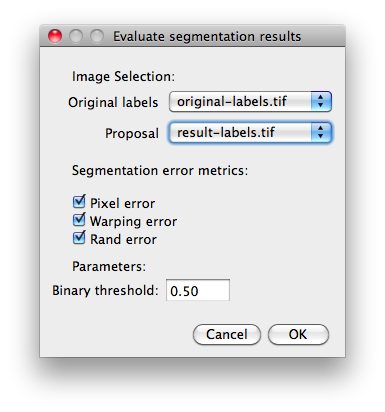 Evaluate segmentation results
Image Selection:
Original labels original-labels.tif
Proposal result-labels.tif
Segmentation error metrics:
Pixel error
Warping error
Rand error
Parameters:
Binary threshold: 0.50
Cancel OK